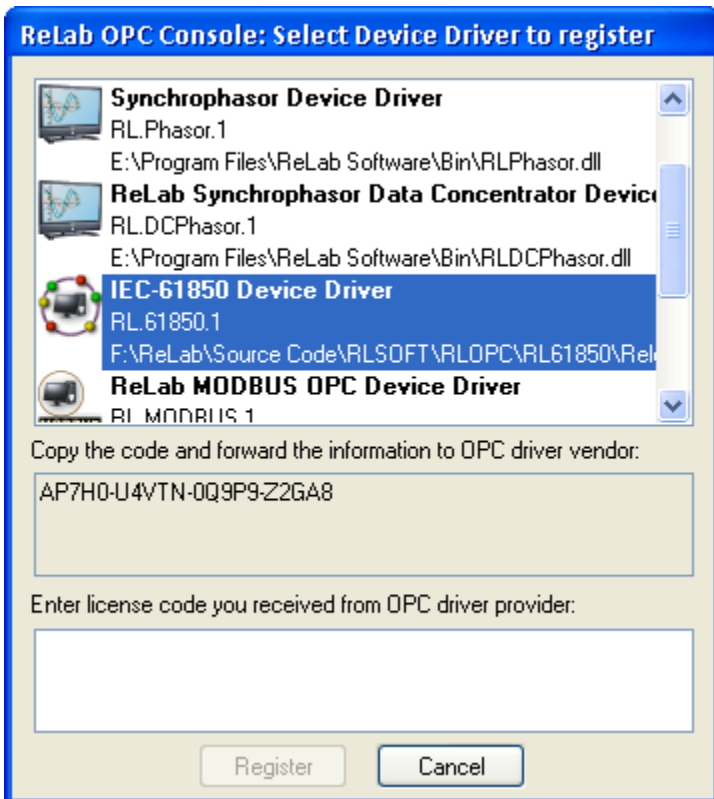 ReLab OPC Console: Select Device Driver to register
Synchrophasor Device Driver
RL.Phasor.1
E:\Program Files\ReLab Software\Bin\RLPhasor.dll
ReLab Synchrophasor Data Concentrator Device
RL.DCPhasor.1
E:\Program Files\ReLab Software\Bin\RLDCPhasor.dll
IEC-61850 Device Driver
RL.61850.1
F:\ReLab\Source Code\RLSOFT\RLOPC\RL61850\Rel
ReLab MODBUS OPC Device Driver
RL.MODBUS.1
Copy the code and forward the information to OPC driver vendor:
AP7H0-U4VTN-0Q9P9-Z2GA8
Enter license code you received from OPC driver provider:
Register
Cancel